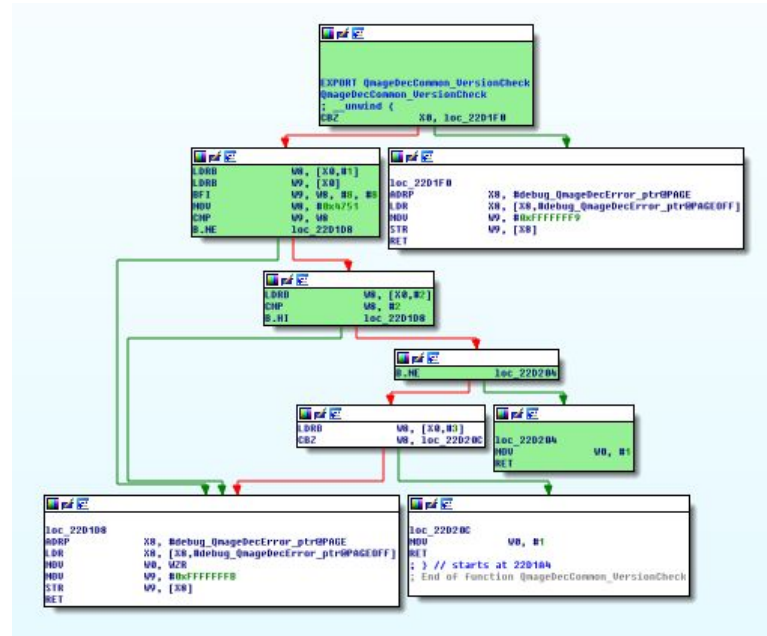 EXPORT QmageDecCommon_VersionCheck
QmageDecCommon_VersionCheck
; __unwind {
CBZ X0, loc_22D1F0
LDRB W8, [X0,#1]
LDRB W9, [X0]
BFI W9, W8, #8, #8
MOV W8, #0x4751
CMP W9, W8
B.NE loc_22D1D8
loc_22D1F0
ADRP X8, #debug_QmageDecError_ptr@PAGE
LDR X8, [X8,#debug_QmageDecError_ptr@PAGEOFF]
MOV W9, #0xFFFFFFF9
STR W9, [X8]
RET
LDRB W8, [X0,#2]
CMP W8, #2
B.HI loc_22D1D8
B.NE loc_22D204
LDRB W8, [X0,#3]
CBZ W8, loc_22D20C
loc_22D204
MOV W0, #1
RET
loc_22D1D8
ADRP X8, #debug_QmageDecError_ptr@PAGE
LDR X8, [X8,#debug_QmageDecError_ptr@PAGEOFF]
MOV W0, WZR
MOV W9, #0xFFFFFFFB
STR W9, [X8]
RET
loc_22D20C
MOV W0, #1
RET
; } // starts at 22D1A4
; End of function QmageDecCommon_VersionCheck